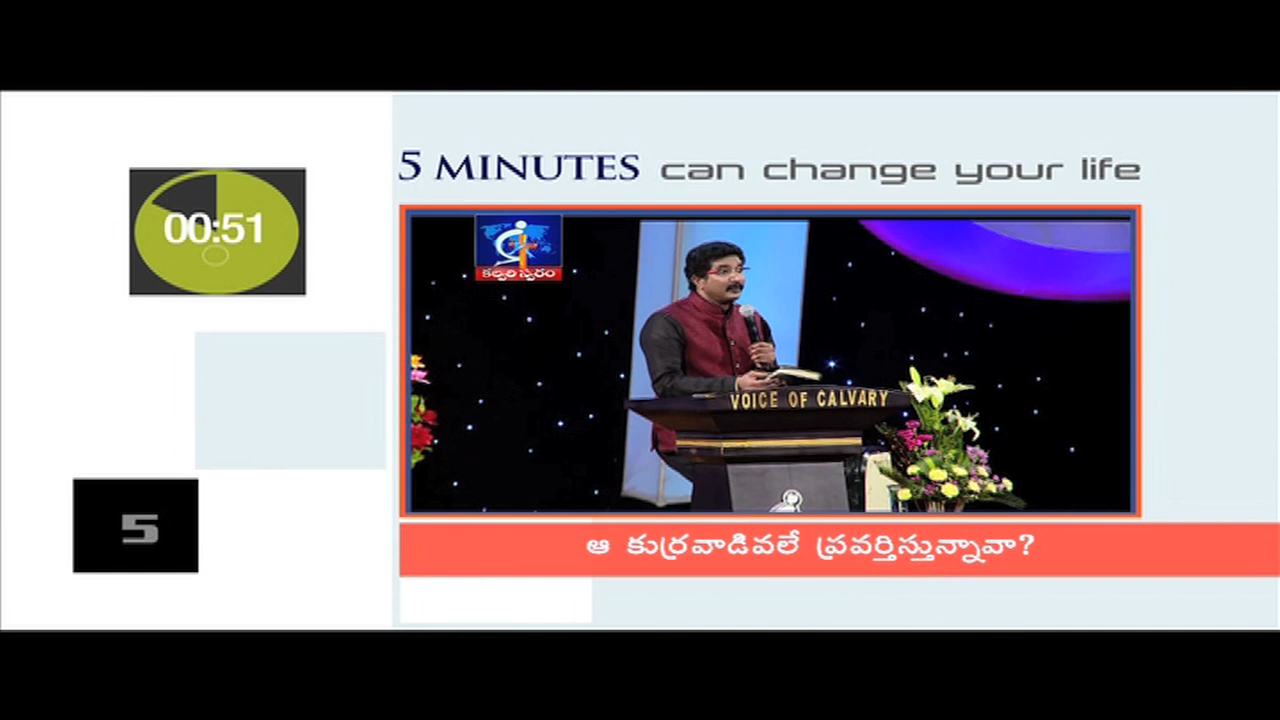 5 MINUTES can change your life
00:51
కల్వరి స్వరం
VOICE OF CALVARY
5
ఆ కుర్రవాడివలే ప్రవర్తిస్తున్నావా?